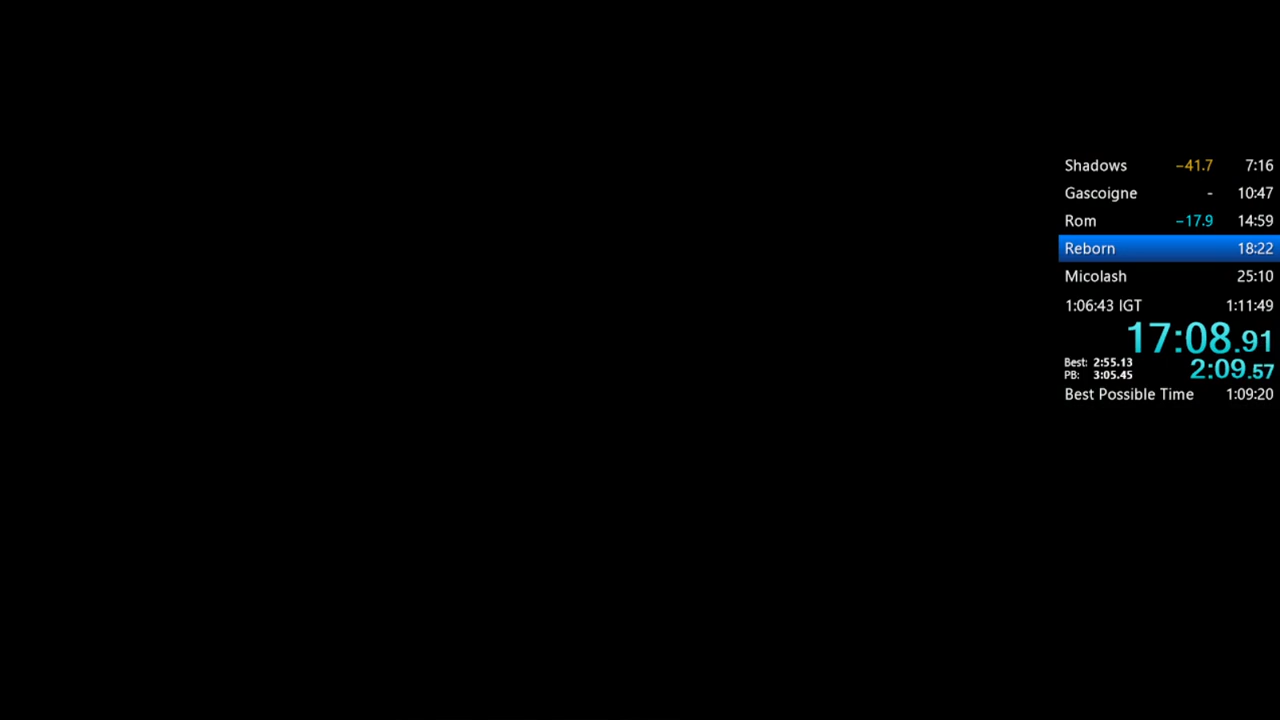 Shadows −41.7 7:16
Gascoigne - 10:47
Rom −17.9 14:59
Reborn 18:22
Micolash 25:10
1:06:43 IGT 1:11:49
17:08.91
Best: 2:55.13
PB: 3:05.45 2:09.57
Best Possible Time 1:09:20